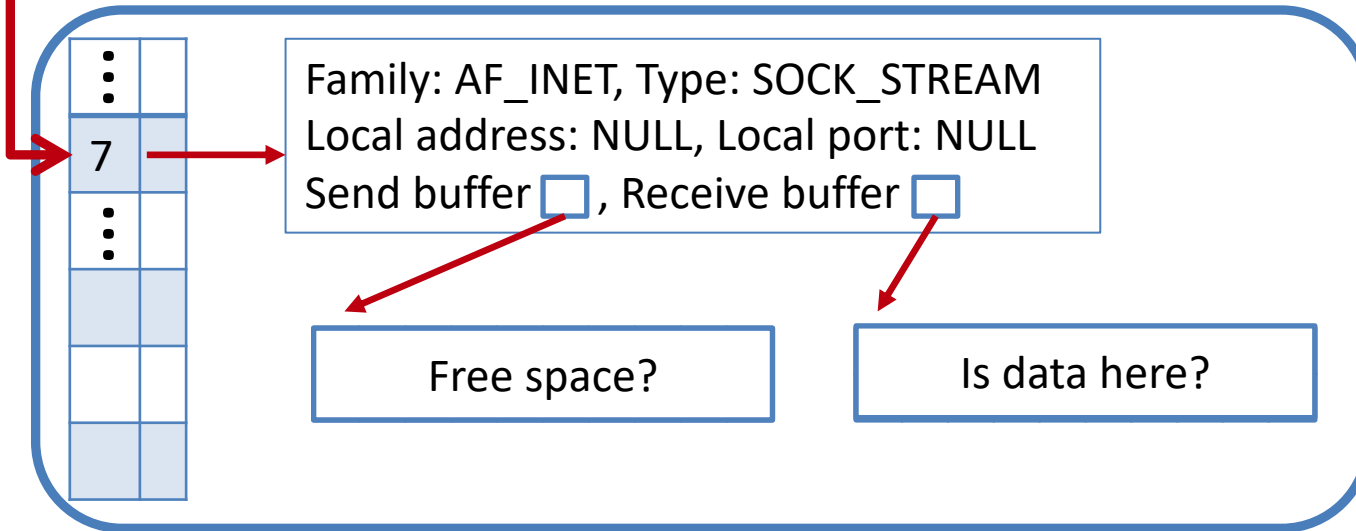 Family: AF_INET, Type: SOCK_STREAM
7
Local address: NULL, Local port: NULL
Send buffer , Receive buffer
Free space?
Is data here?